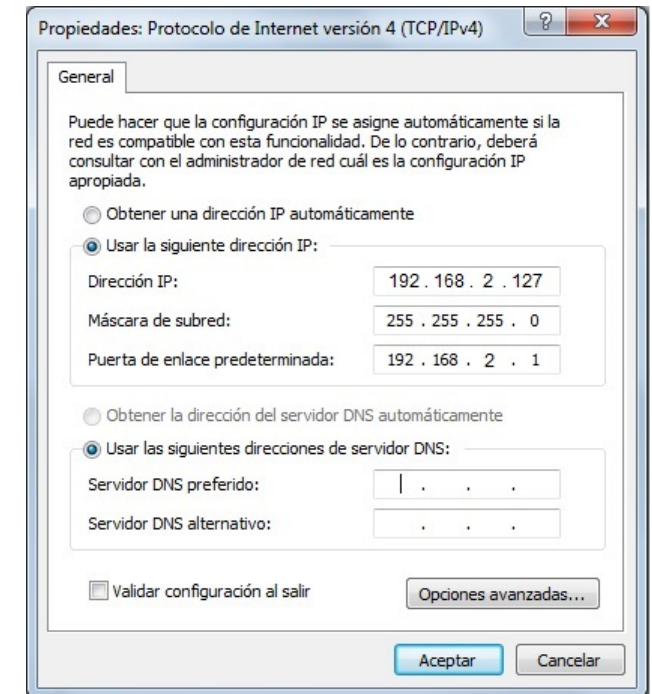 Propiedades: Protocolo de Internet versión 4 (TCP/IPv4)
General
Puede hacer que la configuración IP se asigne automáticamente si la
red es compatible con esta funcionalidad. De lo contrario, deberá
consultar con el administrador de red cuál es la configuración IP
apropiada.
Obtener una dirección IP automáticamente
Usar la siguiente dirección IP:
Dirección IP: 192 . 168 . 2 . 127
Máscara de subred: 255 . 255 . 255 . 0
Puerta de enlace predeterminada: 192 . 168 . 2 . 1
Obtener la dirección del servidor DNS automáticamente
Usar las siguientes direcciones de servidor DNS:
Servidor DNS preferido: . . .
Servidor DNS alternativo: . . .
Validar configuración al salir Opciones avanzadas...
Aceptar Cancelar